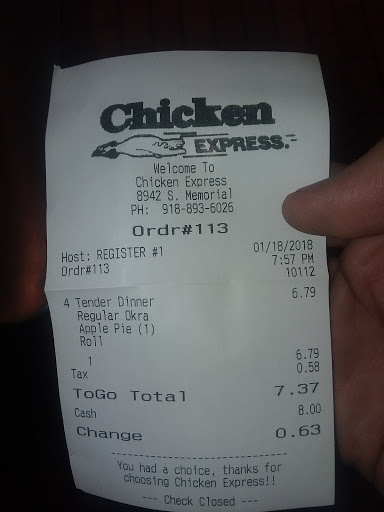 Chicken
EXPRESS.
Welcome To
Chicken Express
8942 S. Memorial
PH: 918-893-6026
Ordr#113
Host: REGISTER #1 01/18/2018
Ordr#113 7:57 PM
10112
4 Tender Dinner 6.79
Regular Okra
Apple Pie (1)
Roll
1 6.79
Tax 0.58
ToGo Total 7.37
Cash 8.00
Change 0.63
You had a choice, thanks for
choosing Chicken Express!!
--- Check Closed ---